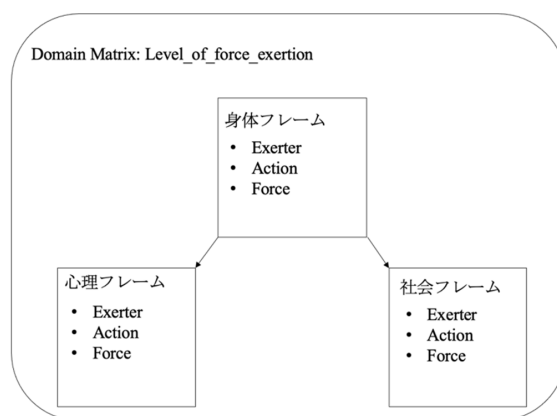 Domain Matrix: Level_of_force_exertion
身体フレーム
• Exerter
• Action
• Force
心理フレーム
• Exerter
• Action
• Force
社会フレーム
• Exerter
• Action
• Force